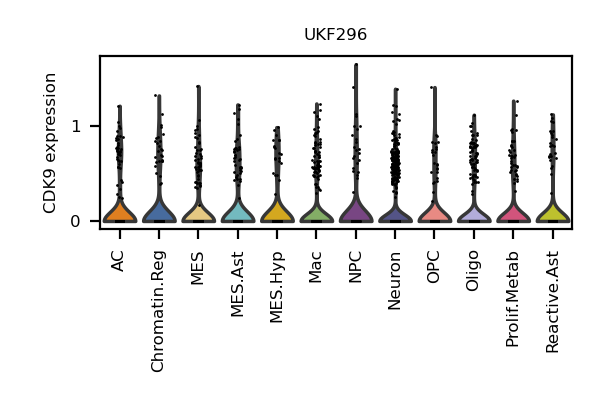 UKF296
CDK9 expression
1
0
AC
Chromatin.Reg
MES
MES.Ast
MES.Hyp
Mac
NPC
Neuron
OPC
Oligo
Prolif.Metab
Reactive.Ast